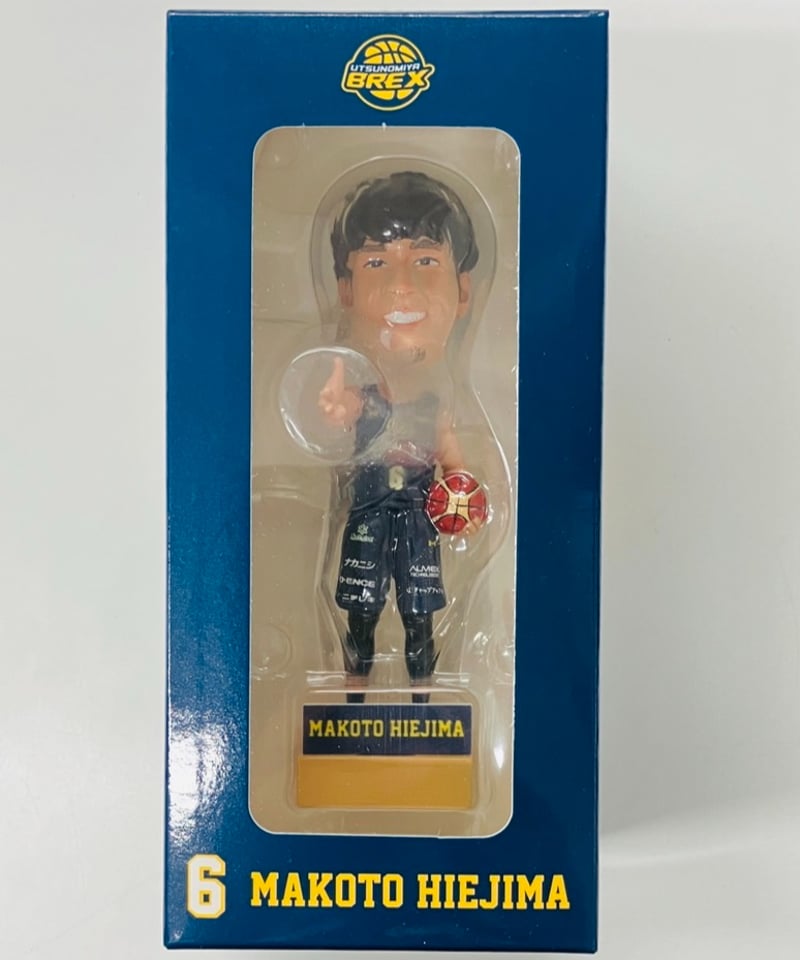 UTSUNOMIYA
BREX
6
ナカニシ
ALMEX
MAKOTO HIEJIMA
6 MAKOTO HIEJIMA